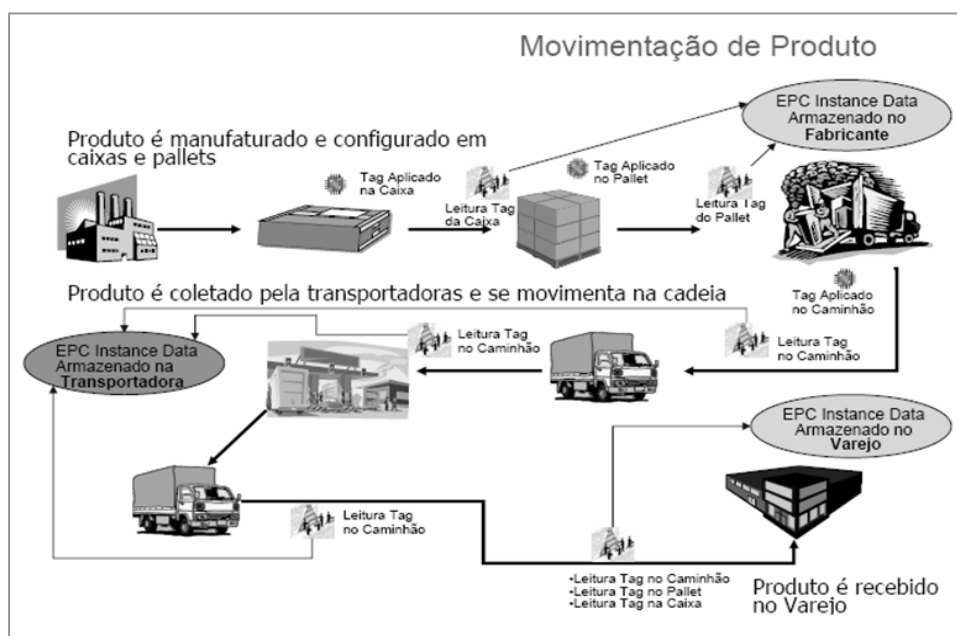 Movimentação de Produto
EPC Instance Data
Armazenado no
Fabricante
Produto é manufaturado e configurado em
caixas e pallets
Tag Aplicado
na Caixa
Leitura Tag
da Caixa
Tag Aplicado
no Pallet
Leitura Tag
do Pallet
Tag Aplicado
no Caminhão
Produto é coletado pela transportadoras e se movimenta na cadeia
EPC Instance Data
Armazenado na
Transportadora
Leitura Tag
no Caminhão
Leitura Tag
no Caminhão
EPC Instance Data
Armazenado no
Varejo
Leitura Tag
no Caminhão
•Leitura Tag no Caminhão
•Leitura Tag no Pallet
•Leitura Tag na Caixa
Produto é recebido
no Varejo